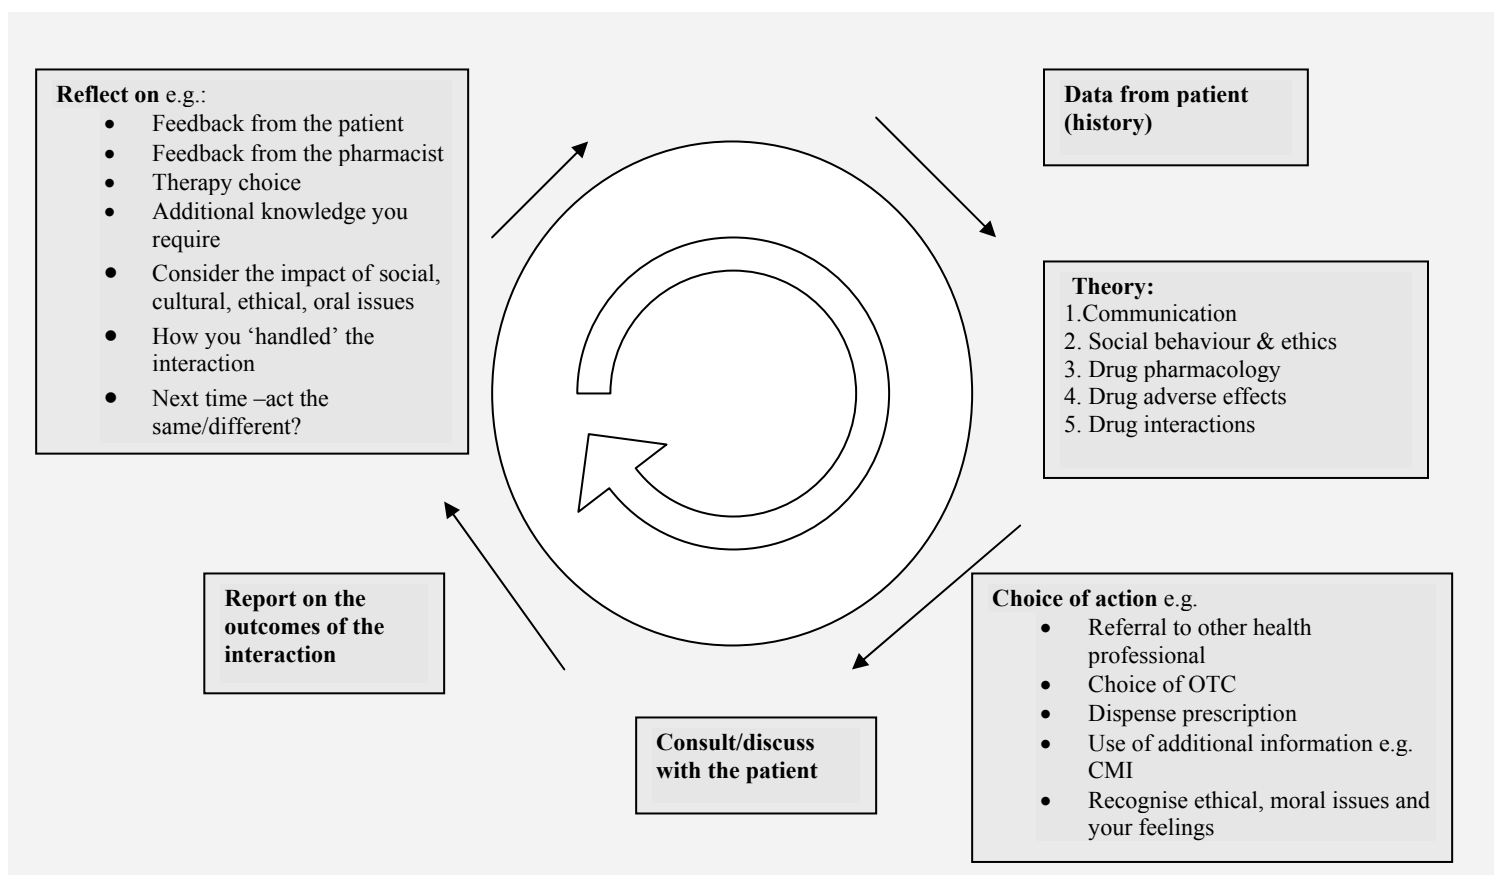 Reflect on e.g.:
• Feedback from the patient
• Feedback from the pharmacist
• Therapy choice
• Additional knowledge you
require
• Consider the impact of social,
cultural, ethical, oral issues
• How you ‘handled’ the
interaction
• Next time –act the
same/different?
Data from patient
(history)
Theory:
1.Communication
2. Social behaviour & ethics
3. Drug pharmacology
4. Drug adverse effects
5. Drug interactions
Choice of action e.g.
• Referral to other health
professional
• Choice of OTC
• Dispense prescription
• Use of additional information e.g.
CMI
• Recognise ethical, moral issues and
your feelings
Consult/discuss
with the patient
Report on the
outcomes of the
interaction